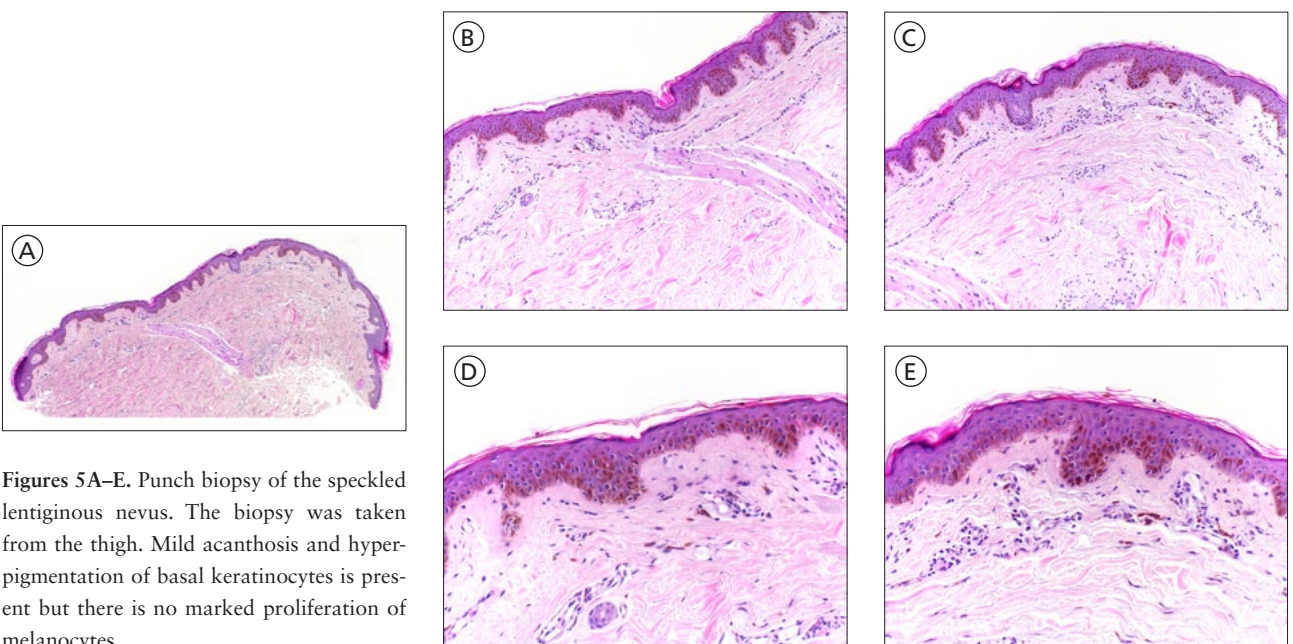 B
C
A
D
E
Figures 5A–E. Punch biopsy of the speckled
lentiginous nevus. The biopsy was taken
from the thigh. Mild acanthosis and hyper-
pigmentation of basal keratinocytes is pres-
ent but there is no marked proliferation of
melanocytes.